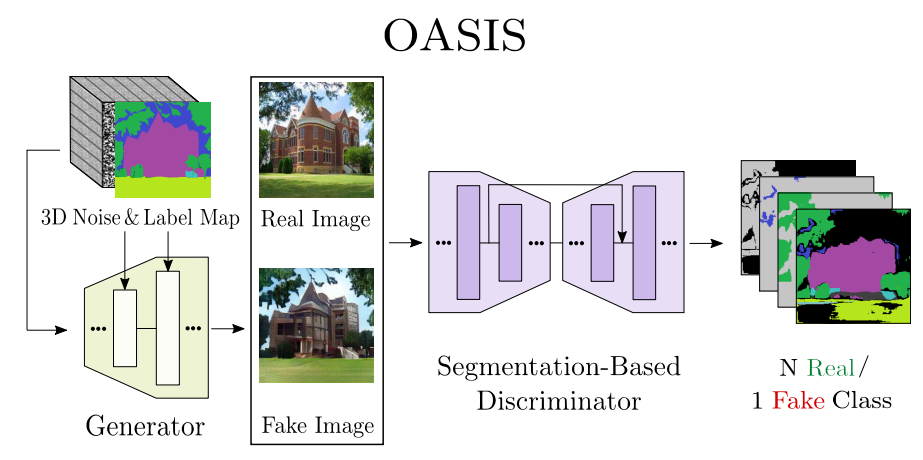 OASIS
3D Noise & Label Map
Real Image
Fake Image
Generator
Segmentation-Based
Discriminator
N Real/
1 Fake Class